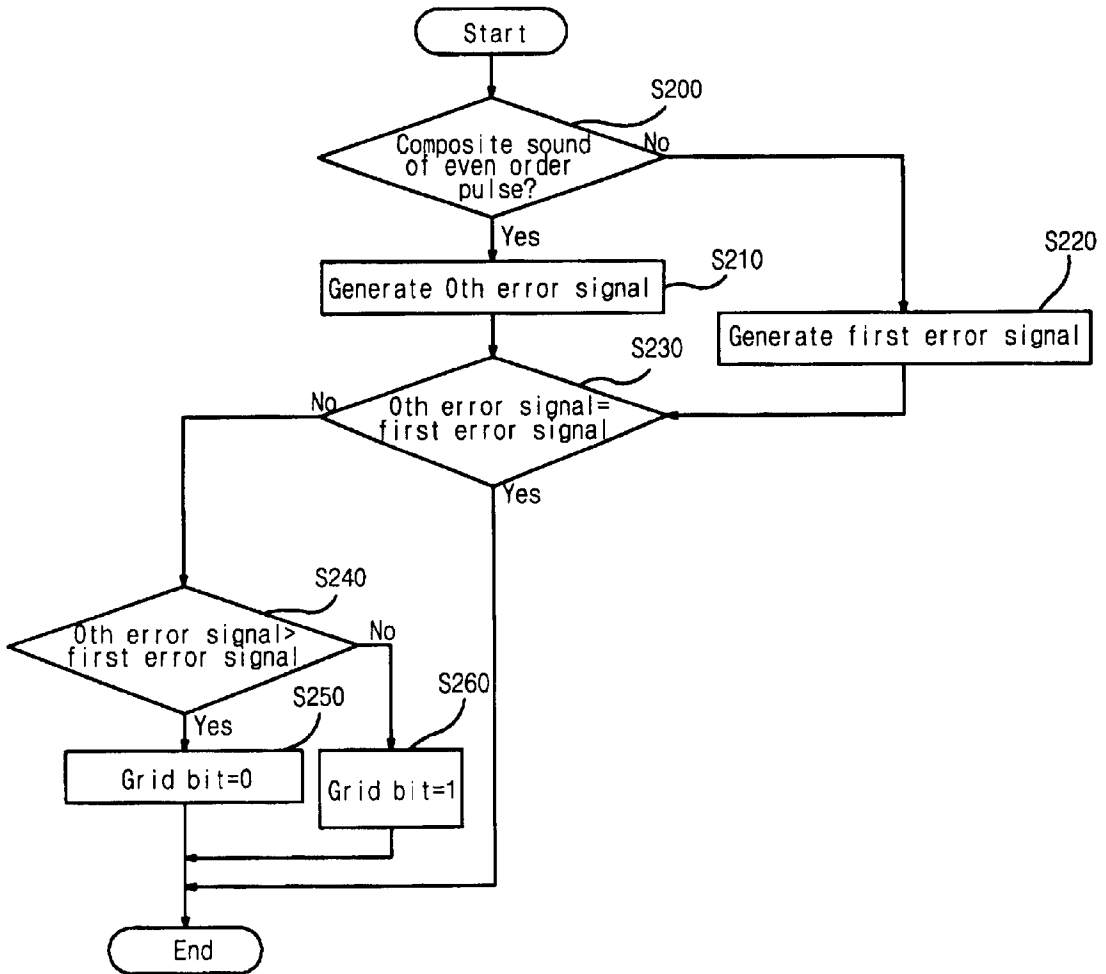 Start
S200
Composite sound
of even order
pulse?
No
Yes
S210
Generate 0th error signal
S220
Generate first error signal
S230
0th error signal=
first error signal
No
Yes
S240
0th error signal>
first error signal
No
Yes
S250
Grid bit=0
S260
Grid bit=1
End